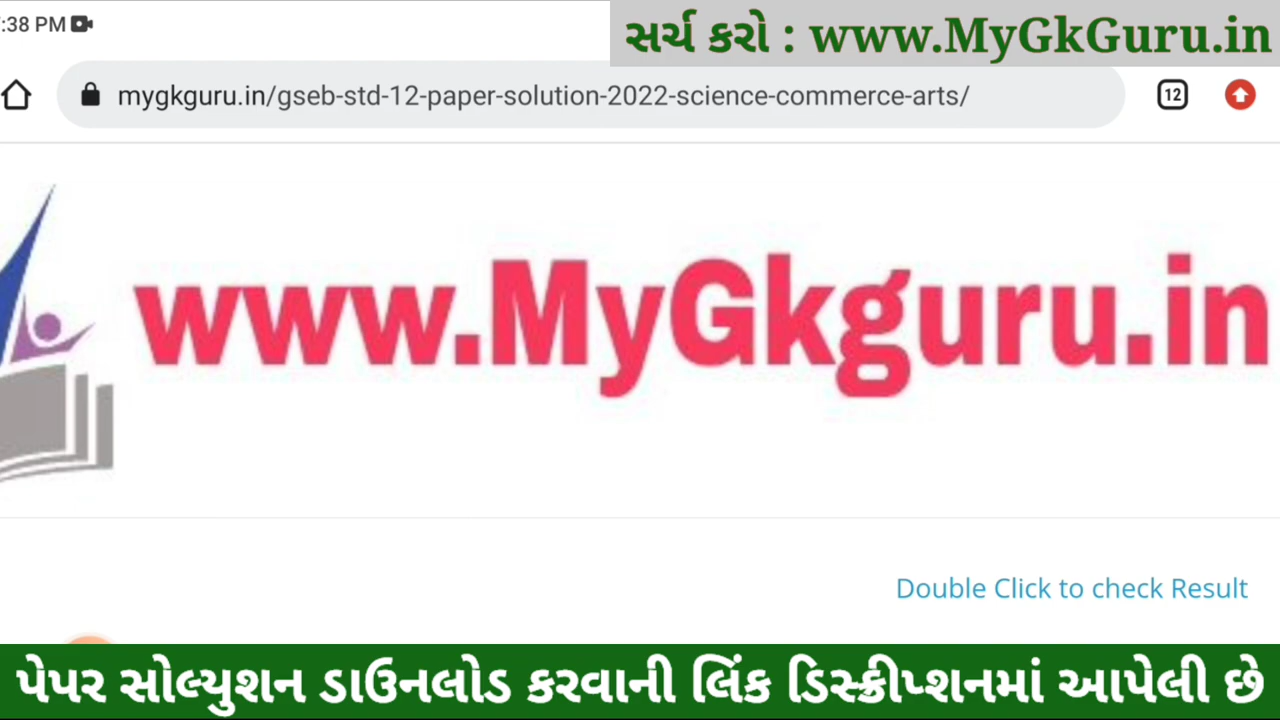 :38 PM
સર્ચ કરો : www.MyGkGuru.in
mygkguru.in/gseb-std-12-paper-solution-2022-science-commerce-arts/
12
www.MyGkguru.in
Double Click to check Result
પેપર સોલ્યુશન ડાઉનલોડ કરવાની લિંક ડિસ્ક્રીપ્શનમાં આપેલી છે